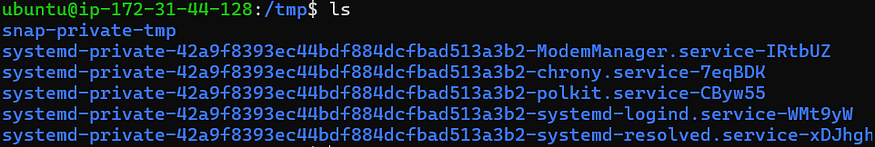 ubuntu@ip-172-31-44-128:/tmp$ ls
snap-private-tmp
systemd-private-42a9f8393ec44bdf884dcfbad513a3b2-ModemManager.service-IRtbUZ
systemd-private-42a9f8393ec44bdf884dcfbad513a3b2-chrony.service-7eqBDK
systemd-private-42a9f8393ec44bdf884dcfbad513a3b2-polkit.service-CByw55
systemd-private-42a9f8393ec44bdf884dcfbad513a3b2-systemd-logind.service-WMt9yW
systemd-private-42a9f8393ec44bdf884dcfbad513a3b2-systemd-resolved.service-xDJhgh